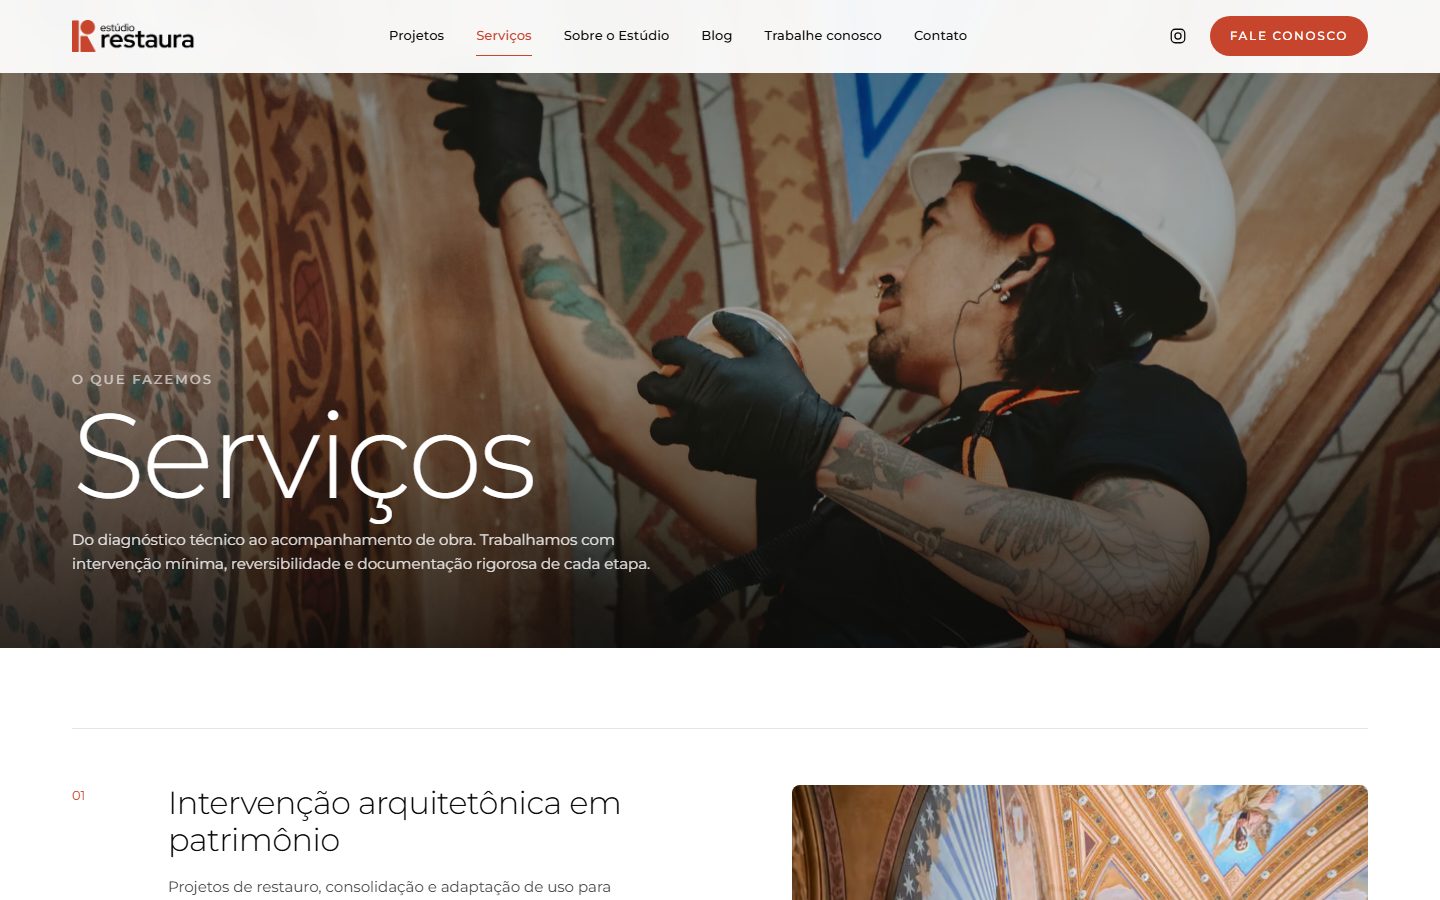 estúdio
restaura
Projetos
Serviços
Sobre o Estúdio
Blog
Trabalhe conosco
Contato
FALE CONOSCO
O QUE FAZEMOS
Serviços
Do diagnóstico técnico ao acompanhamento de obra. Trabalhamos com
intervenção mínima, reversibilidade e documentação rigorosa de cada etapa.
01
Intervenção arquitetônica em
patrimônio
Projetos de restauro, consolidação e adaptação de uso para